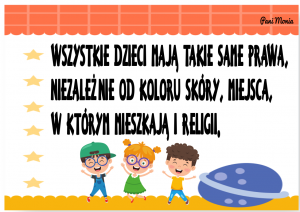 Pani Monia
WSZYSTKIE DZIECI MAJĄ TAKIE SAME PRAWA,
NIEZALEŻNIE OD KOLORU SKÓRY, MIEJSCA,
W KTÓRYM MIESZKAJĄ I RELIGII,